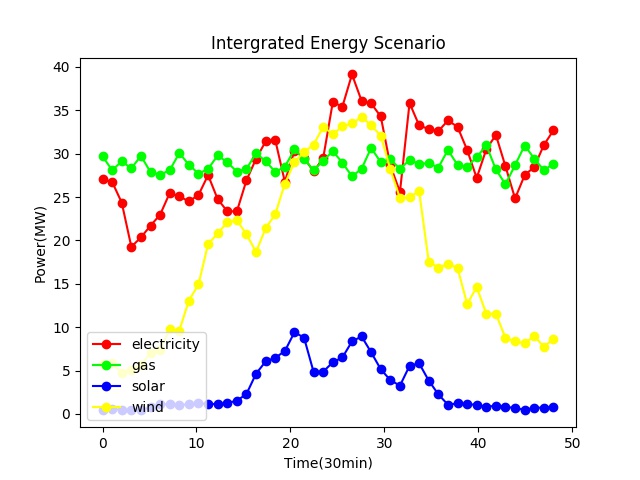 Intergrated Energy Scenario
Power(MW)
40
35
30
25
20
15
10
5
0
electricity
gas
solar
wind
0 10 20 30 40 50
Time(30min)